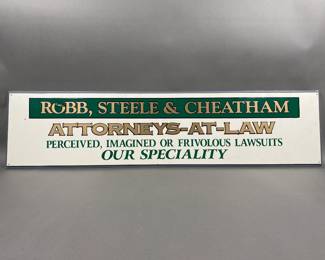 ROBB, STEELE & CHEATHAM
ATTORNEYS-AT-LAW
PERCEIVED, IMAGINED OR FRIVOLOUS LAWSUITS
OUR SPECIALITY